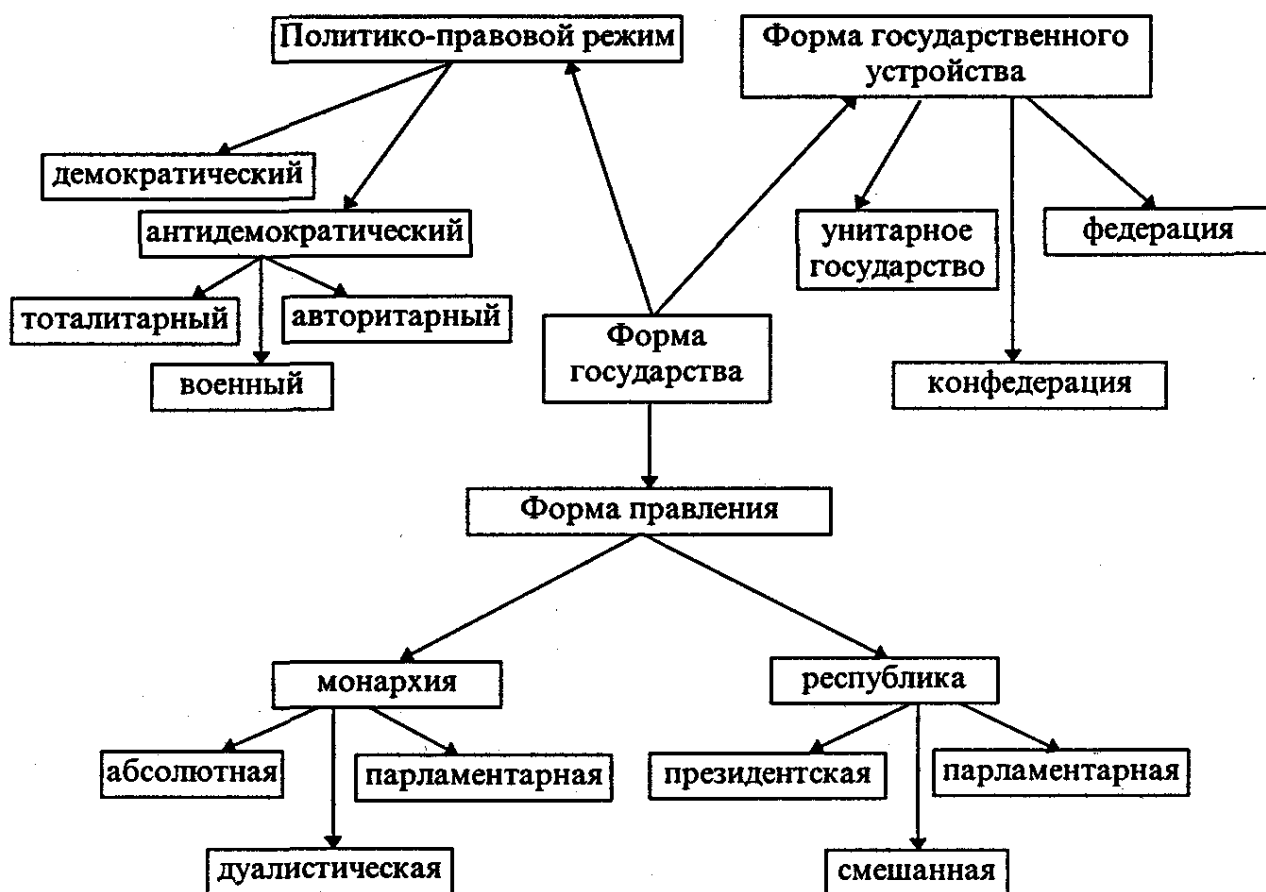 Политико-правовой режим
Форма государственного
устройства
демократический
антидемократический
унитарное
государство
федерация
тоталитарный
авторитарный
Форма
государства
военный
конфедерация
Форма правления
монархия
республика
абсолютная
парламентарная
президентская
парламентарная
дуалистическая
смешанная